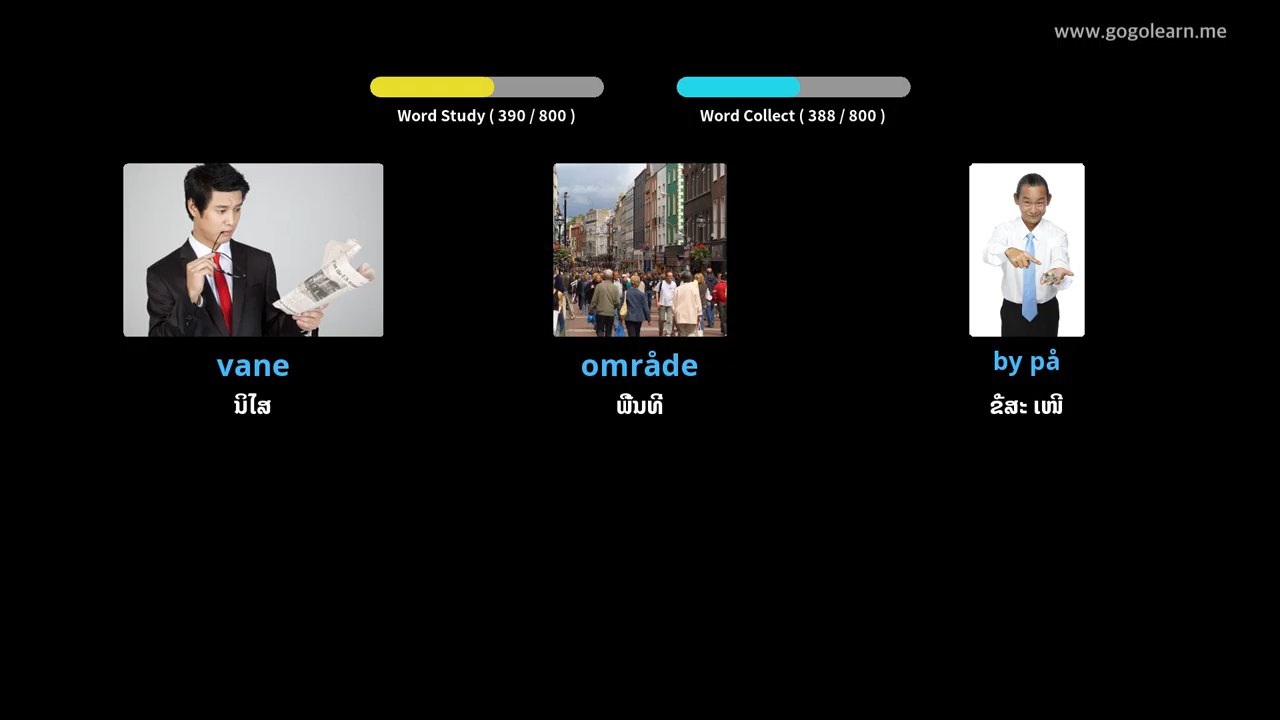 www.gogolearn.me
Word Study ( 390 / 800 )
Word Collect ( 388 / 800 )
vane
område
by på
ນິໄສ
ພື້ນທີ່
ຂໍ້ສະ ເໜີ